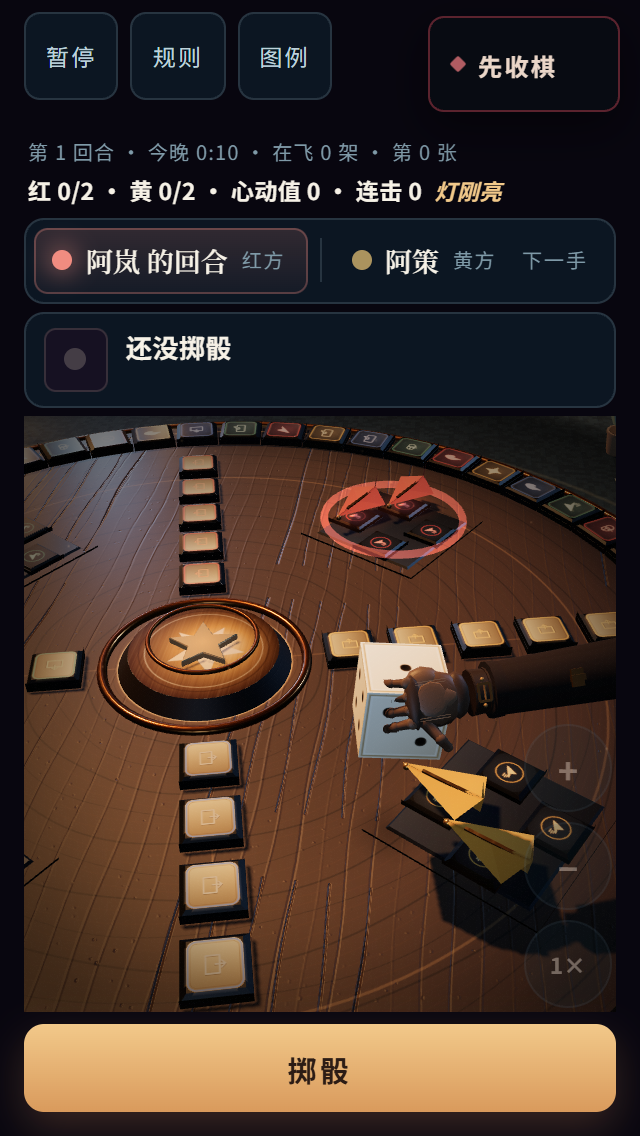 暂停 规则 图例
先收棋
第 1 回合 • 今晚 0:10 • 在飞 0 架 • 第 0 张
红 0/2 • 黄 0/2 • 心动值 0 • 连击 0 灯刚亮
阿岚 的回合 红方 阿策 黄方 下一手
还没掷骰
+
−
1×
掷骰